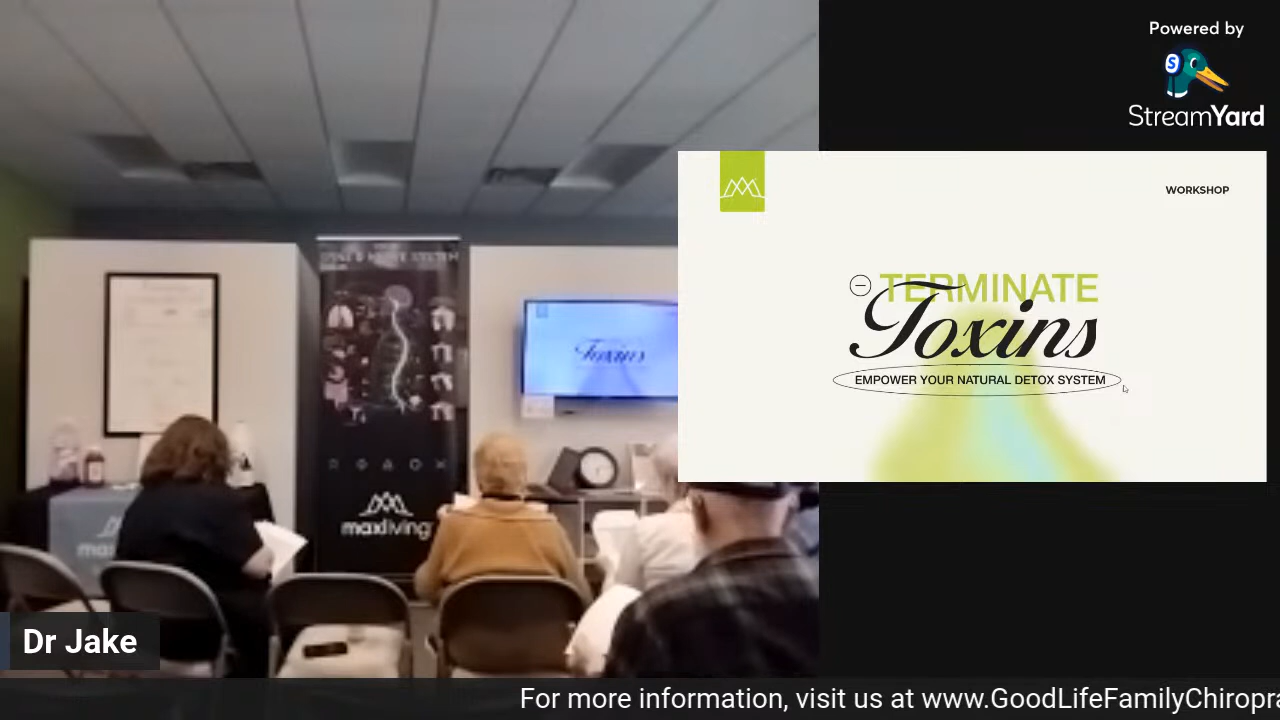 Powered by
StreamYard
WORKSHOP
TERMINATE
Toxins
EMPOWER YOUR NATURAL DETOX SYSTEM
Toxins
maxliving
Dr Jake
For more information, visit us at www.GoodLifeFamilyChiropra